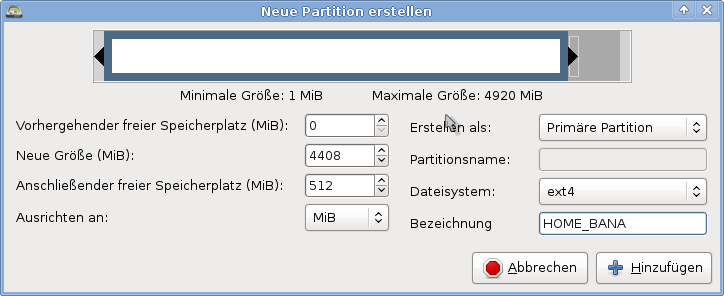 Neue Partition erstellen
Minimale Größe: 1 MiB Maximale Größe: 4920 MiB
Vorhergehender freier Speicherplatz (MiB): 0 Erstellen als: Primäre Partition
Neue Größe (MiB): 4408 Partitionsname:
Anschließender freier Speicherplatz (MiB): 512 Dateisystem: ext4
Ausrichten an: MiB Bezeichnung HOME_BANA
Abbrechen Hinzufügen